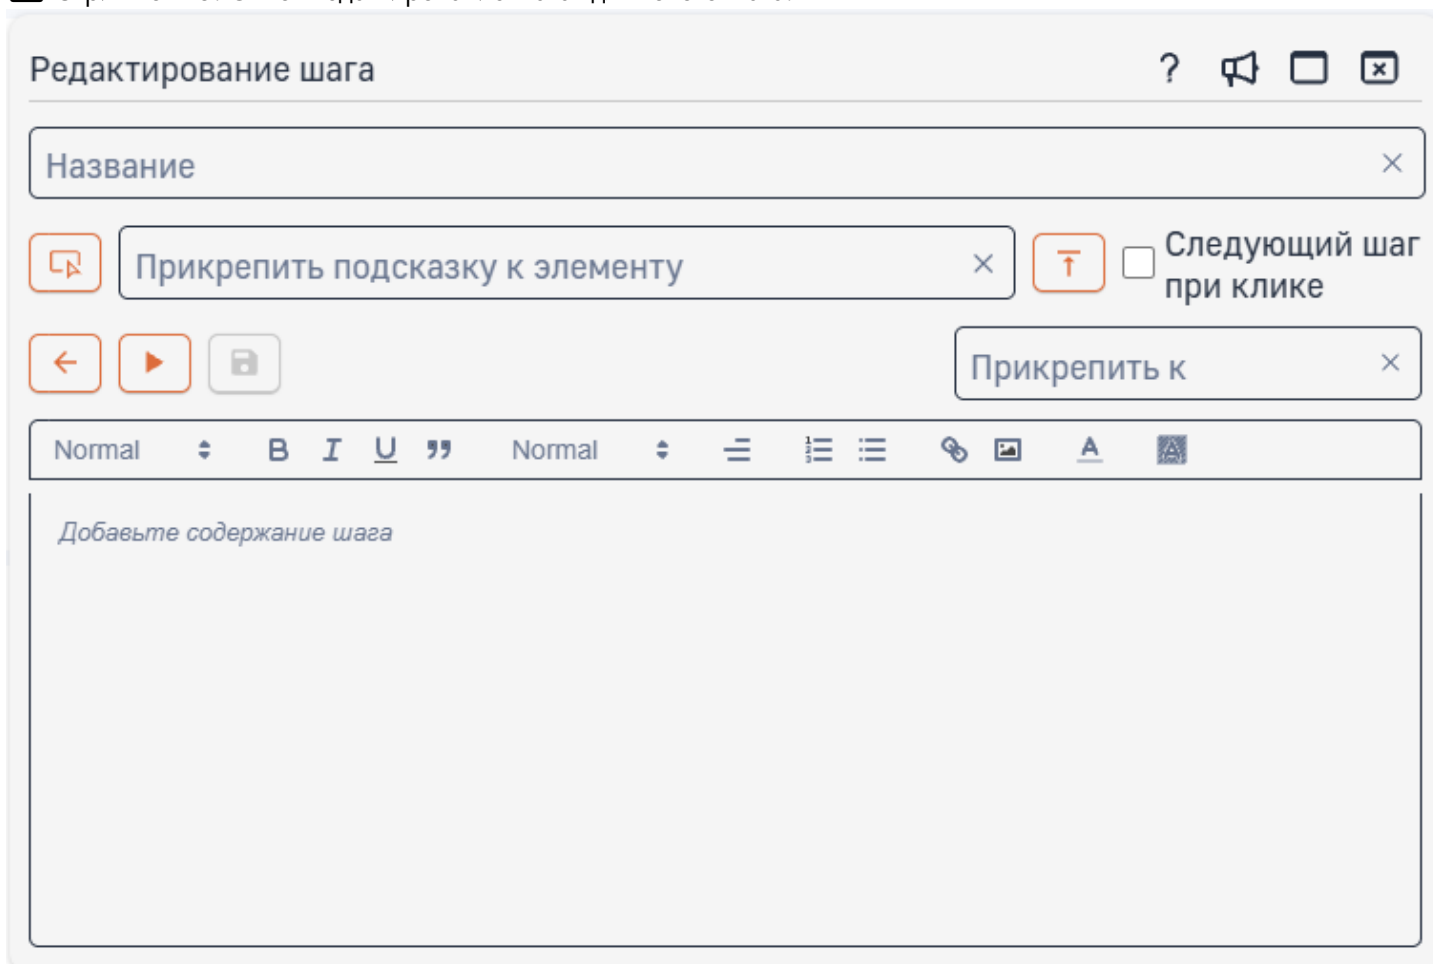 Редактирование шага ?
Название
Прикрепить подсказку к элементу
Следующий шаг
при клике
Прикрепить к
Normal B I U Normal A A
Добавьте содержание шага